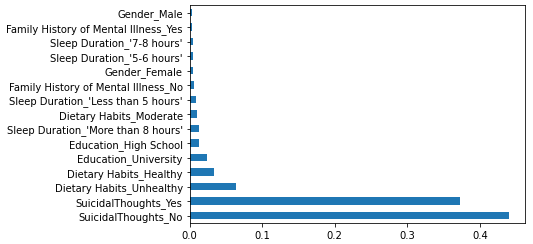 Gender_Male
Family History of Mental Illness_Yes
Sleep Duration_'7-8 hours'
Sleep Duration_'5-6 hours'
Gender_Female
Family History of Mental Illness_No
Sleep Duration_'Less than 5 hours'
Dietary Habits_Moderate
Sleep Duration_'More than 8 hours'
Education_High School
Education_University
Dietary Habits_Healthy
Dietary Habits_Unhealthy
SuicidalThoughts_Yes
SuicidalThoughts_No
0.0 0.1 0.2 0.3 0.4